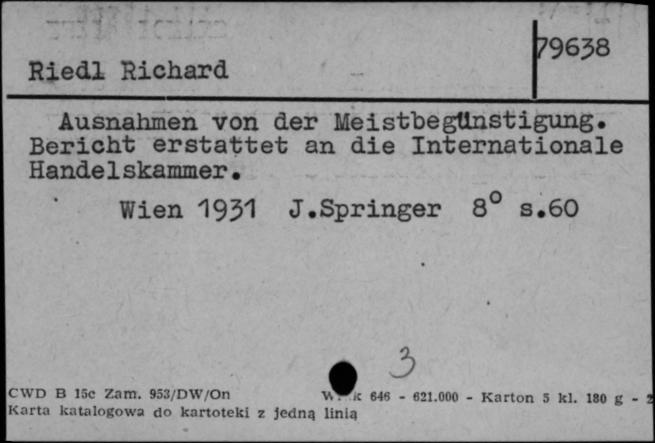 79638
Riedl Richard
Ausnahmen von der Meistbegünstigung.
Bericht erstattet an die Internationale
Handelskammer.
Wien 1931 J.Springer 8° s.60
3
CWD B 15c Zam. 953/DW/On 646 - 621.000 - Karton 5 kl. 180 g -
Karta katalogowa do kartoteki z jedną linią